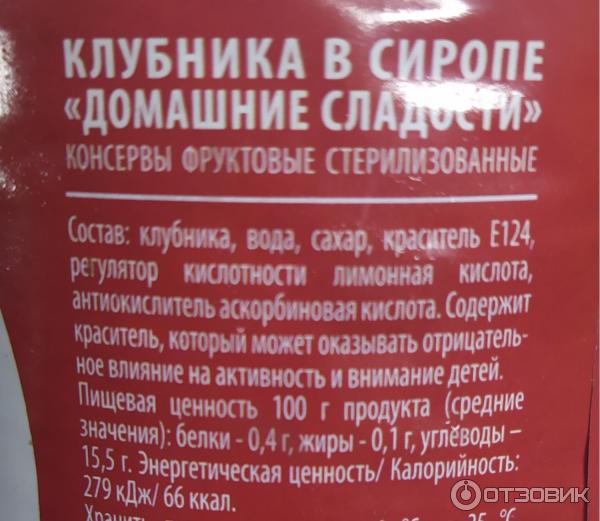 КЛУБНИКА В СИРОПЕ
«ДОМАШНИЕ СЛАДОСТИ»
КОНСЕРВЫ ФРУКТОВЫЕ СТЕРИЛИЗОВАННЫЕ
Состав: клубника, вода, сахар, краситель Е124,
регулятор кислотности лимонная кислота,
антиокислитель аскорбиновая кислота. Содержит
краситель, который может оказывать отрицатель-
ное влияние на активность и внимание детей.
Пищевая ценность 100 г продукта (средние
значения): белки - 0,4 г, жиры - 0,1 г, углеводы –
15,5 г. Энергетическая ценность/ Калорийность:
279 кДж/ 66 ккал.
Хранить 25 °С
ОТЗОВИК